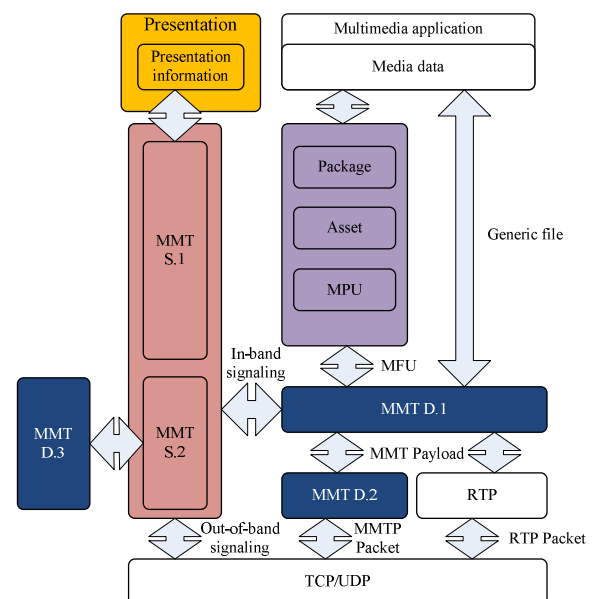 Presentation
Presentation
information
Multimedia application
Media data
Package
Asset
MPU
MMT
S.1
Generic file
In-band
signaling
MFU
MMT D.1
MMT
D.3
MMT
S.2
MMT Payload
MMT D.2
RTP
Out-of-band
signaling
MMTP
Packet
RTP Packet
TCP/UDP